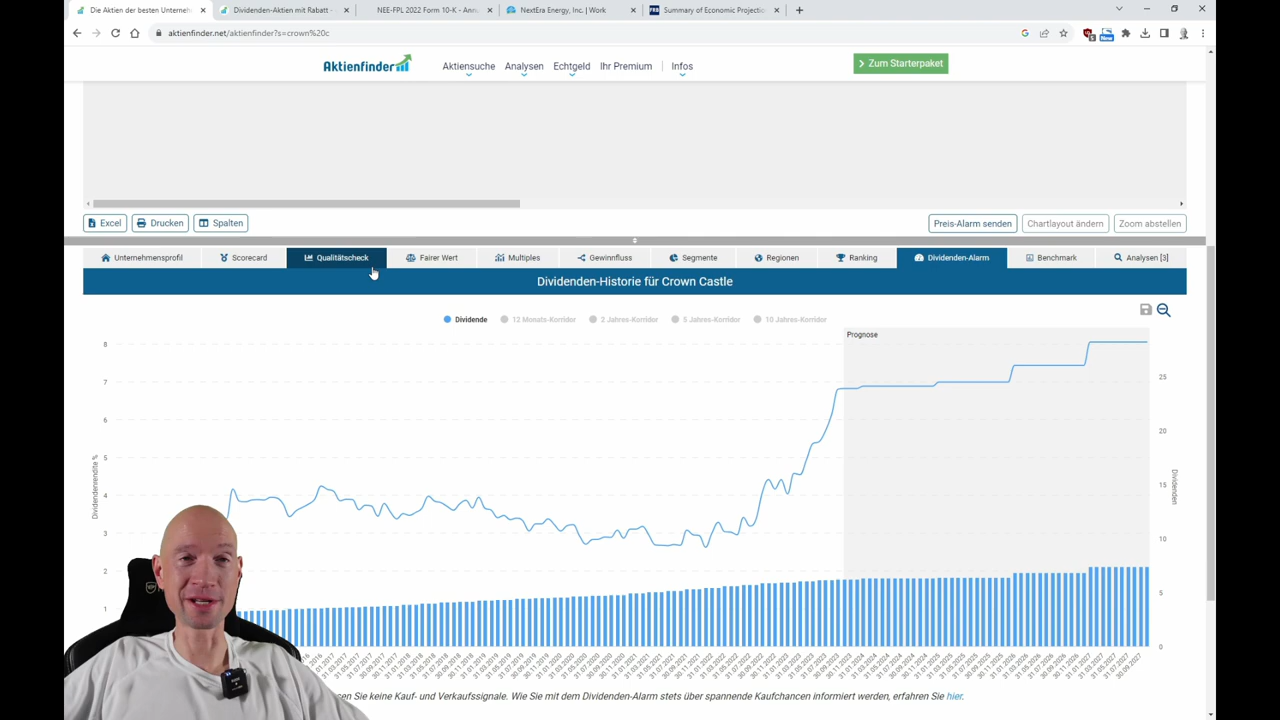 Die Aktien der besten Unterneh
Dividenden-Aktien mit Rabatt -
NEE-FPL 2022 Form 10-K - Ann
NextEra Energy, Inc. | Work
FRB
Summary of Economic Projectio
aktienfinder.net/aktienfinder?s=crown%20c
Aktienfinder
Aktiensuche
Analysen
Echtgeld
Ihr Premium
Infos
Zum Starterpaket
Excel
Drucken
Spalten
Preis-Alarm senden
Chartlayout ändern
Zoom abstellen
Unternehmensprofil
Scorecard
Qualitätscheck
Fairer Wert
Multiples
Gewinnfluss
Segmente
Regionen
Ranking
Dividenden-Alarm
Benchmark
Analysen [3]
Dividenden-Historie für Crown Castle
Dividende
12 Monats-Korridor
2 Jahres-Korridor
5 Jahres-Korridor
10 Jahres-Korridor
Prognose
8
7
6
5
4
3
2
1
Dividendenrendite %
25
20
15
10
5
0
Dividenden
en Sie keine Kauf- und Verkaufssignale. Wie Sie mit dem Dividenden-Alarm stets über spannende Kaufchancen informiert werden, erfahren Sie hier.